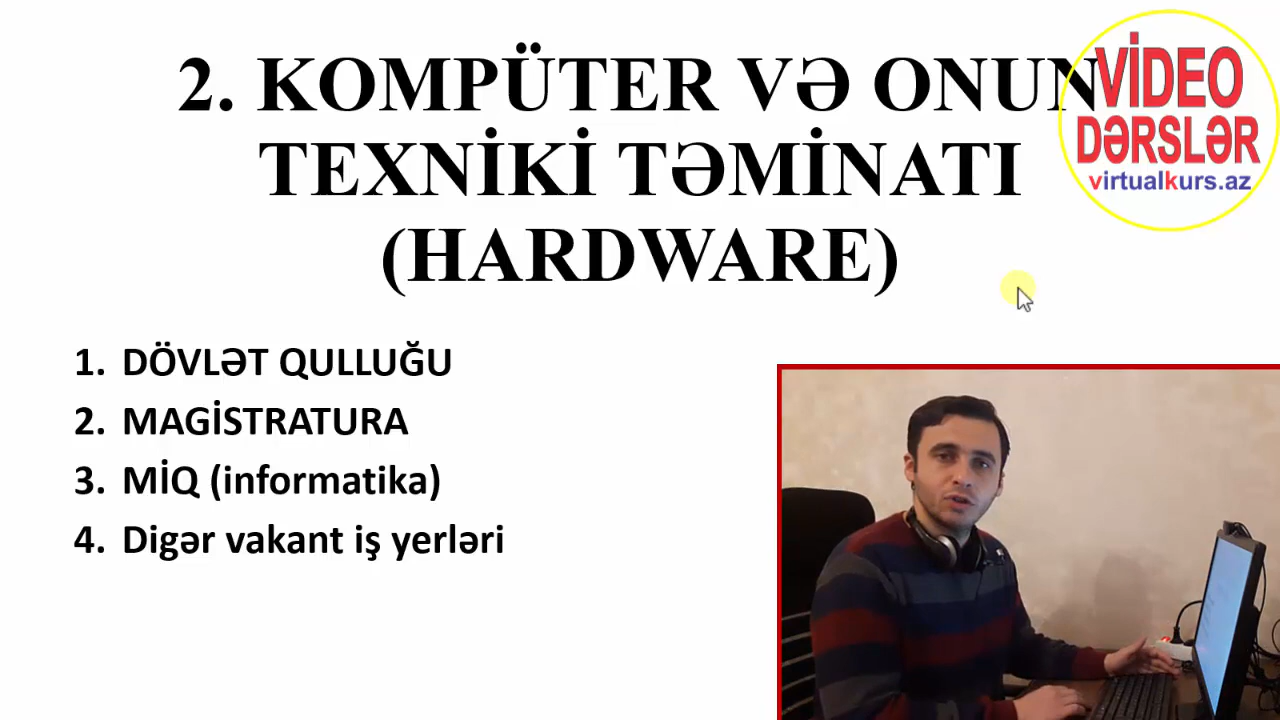 2. KOMPÜTER VƏ ONUN
TEXNİKİ TƏMİNATI
(HARDWARE)
VİDEO
DƏRSLƏR
virtualkurs.az
1. DÖVLƏT QULLUĞU
2. MAGİSTRATURA
3. MİQ (informatika)
4. Digər vakant iş yerləri